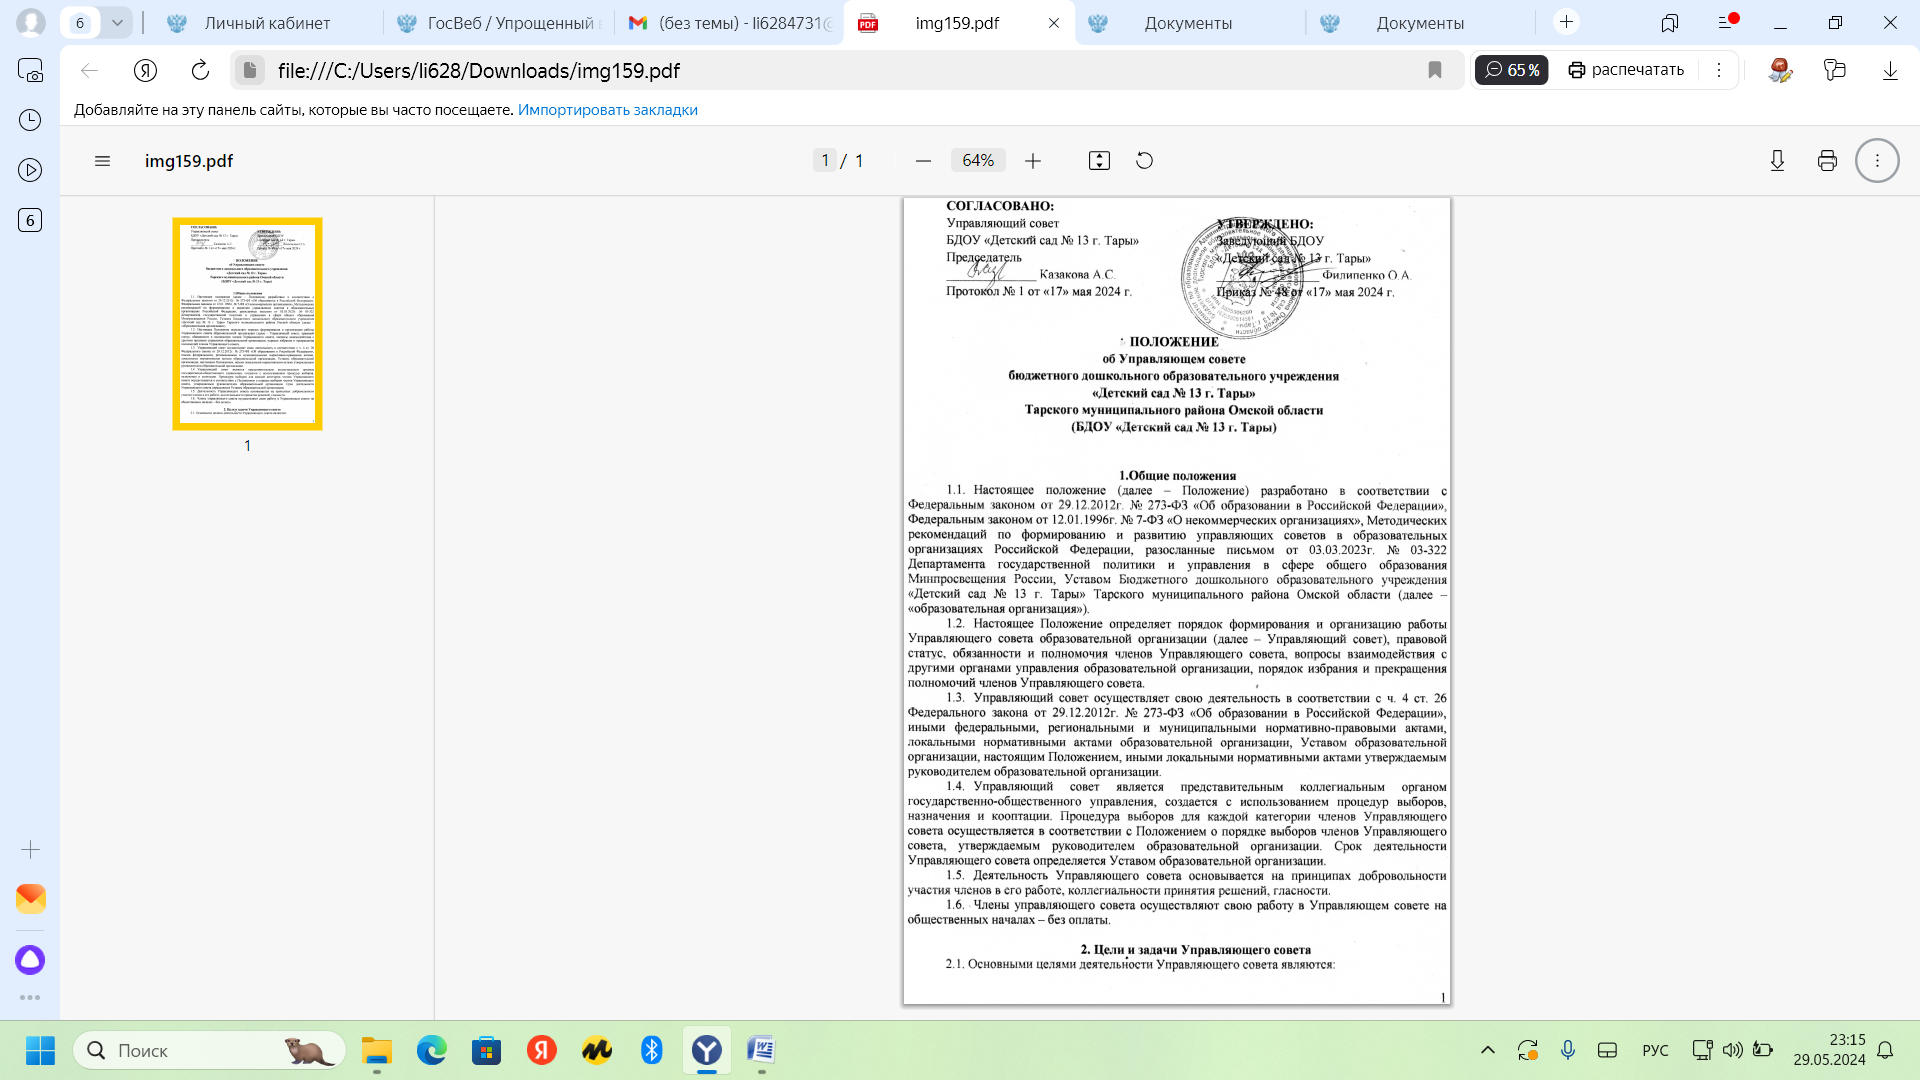 6
Личный кабинет
ГосВеб / Упрощенный в
(без темы) - li6284731@
img159.pdf
Документы
Документы
file:///C:/Users/li628/Downloads/img159.pdf
65 %
распечатать
Добавляйте на эту панель сайты, которые вы часто посещаете. Импортировать закладки
img159.pdf
1 / 1
64%
6
1
СОГЛАСОВАНО:
Управляющий совет
БДОУ «Детский сад № 13 г. Тары»
Председатель
Казакова А.С.
Протокол № 1 от «17» мая 2024 г.
УТВЕРЖДЕНО:
Заведующий БДОУ
«Детский сад № 13 г. Тары»
Филипенко О.А.
Приказ № 48 от «17» мая 2024 г.
ПОЛОЖЕНИЕ
об Управляющем совете
бюджетного дошкольного образовательного учреждения
«Детский сад № 13 г. Тары»
Тарского муниципального района Омской области
(БДОУ «Детский сад № 13 г. Тары)
1.Общие положения
1.1. Настоящее положение (далее – Положение) разработано в соответствии с
Федеральным законом от 29.12.2012г. № 273-ФЗ «Об образовании в Российской Федерации»,
Федеральным законом от 12.01.1996г. № 7-ФЗ «О некоммерческих организациях», Методических
рекомендаций по формированию и развитию управляющих советов в образовательных
организациях Российской Федерации, разосланные письмом от 03.03.2023г. № 03-322
Департамента государственной политики и управления в сфере общего образования
Минпросвещения России, Уставом Бюджетного дошкольного образовательного учреждения
«Детский сад № 13 г. Тары» Тарского муниципального района Омской области (далее –
«образовательная организация»).
1.2. Настоящее Положение определяет порядок формирования и организацию работы
Управляющего совета образовательной организации (далее – Управляющий совет), правовой
статус, обязанности и полномочия членов Управляющего совета, вопросы взаимодействия с
другими органами управления образовательной организации, порядок избрания и прекращения
полномочий членов Управляющего совета.
1.3. Управляющий совет осуществляет свою деятельность в соответствии с ч. 4 ст. 26
Федерального закона от 29.12.2012г. № 273-ФЗ «Об образовании в Российской Федерации»,
иными федеральными, региональными и муниципальными нормативно-правовыми актами,
локальными нормативными актами образовательной организации, Уставом образовательной
организации, настоящим Положением, иными локальными нормативными актами утверждаемым
руководителем образовательной организации.
1.4. Управляющий совет является представительным коллегиальным органом
государственно-общественного управления, создается с использованием процедур выборов,
назначения и кооптации. Процедура выборов для каждой категории членов Управляющего
совета осуществляется в соответствии с Положением о порядке выборов членов Управляющего
совета, утверждаемым руководителем образовательной организации. Срок деятельности
Управляющего совета определяется Уставом образовательной организации.
1.5. Деятельность Управляющего совета основывается на принципах добровольности
участия членов в его работе, коллегиальности принятия решений, гласности.
1.6. Члены управляющего совета осуществляют свою работу в Управляющем совете на
общественных началах – без оплаты.
2. Цели и задачи Управляющего совета
2.1. Основными целями деятельности Управляющего совета являются:
1
Поиск
РУС
23:15
29.05.2024